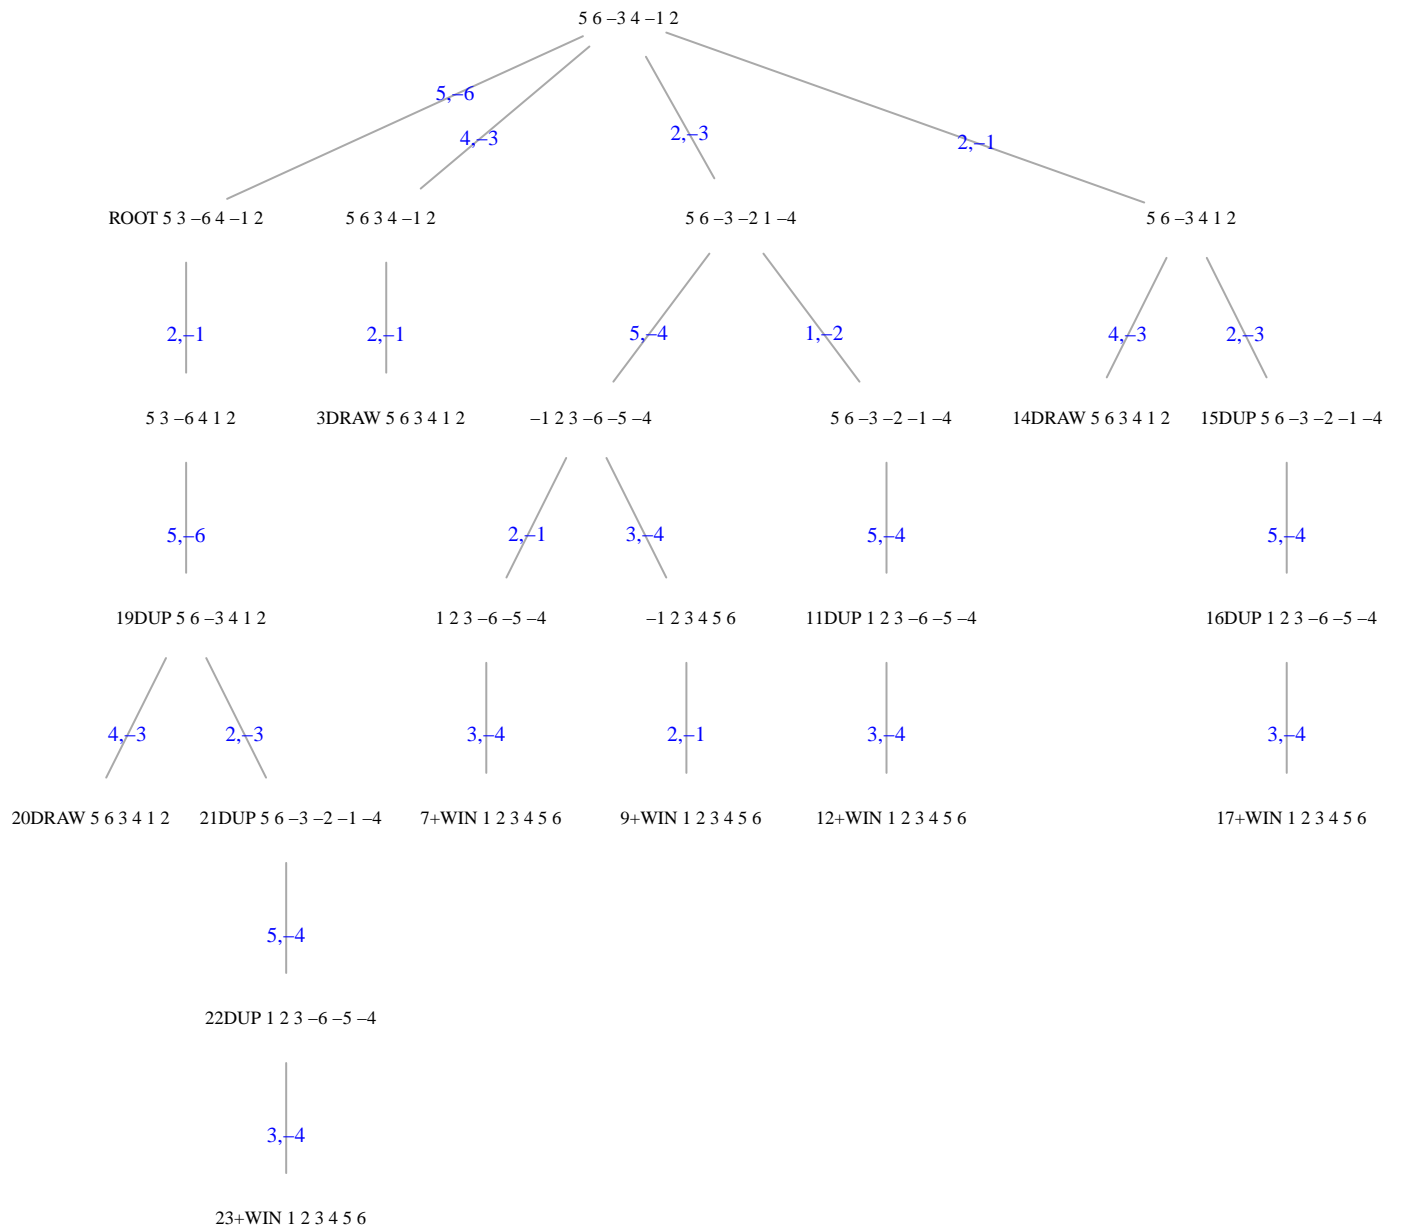 5 6 –3 4 –1 2
5,–6
4,–3
2,–3
2,–1
ROOT 5 3 –6 4 –1 2
5 6 3 4 –1 2
5 6 –3 –2 1 –4
5 6 –3 4 1 2
2,–1
2,–1
5,–4
1,–2
4,–3
2,–3
5 3 –6 4 1 2
3DRAW 5 6 3 4 1 2
–1 2 3 –6 –5 –4
5 6 –3 –2 –1 –4
14DRAW 5 6 3 4 1 2
15DUP 5 6 –3 –2 –1 –4
5,–6
2,–1
3,–4
5,–4
5,–4
19DUP 5 6 –3 4 1 2
1 2 3 –6 –5 –4
–1 2 3 4 5 6
11DUP 1 2 3 –6 –5 –4
16DUP 1 2 3 –6 –5 –4
4,–3
2,–3
3,–4
2,–1
3,–4
3,–4
20DRAW 5 6 3 4 1 2
21DUP 5 6 –3 –2 –1 –4
7+WIN 1 2 3 4 5 6
9+WIN 1 2 3 4 5 6
12+WIN 1 2 3 4 5 6
17+WIN 1 2 3 4 5 6
5,–4
22DUP 1 2 3 –6 –5 –4
3,–4
23+WIN 1 2 3 4 5 6